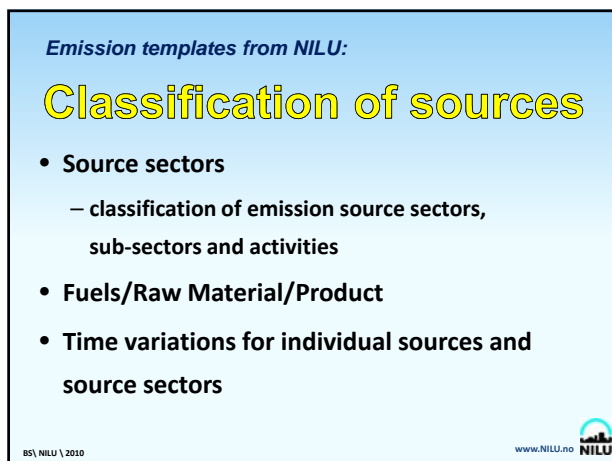 Emission templates from NILU:
Classification of sources
• Source sectors
– classification of emission source sectors,
sub-sectors and activities
• Fuels/Raw Material/Product
• Time variations for individual sources and
source sectors
BS\ NILU \ 2010
www.NILU.no NILU